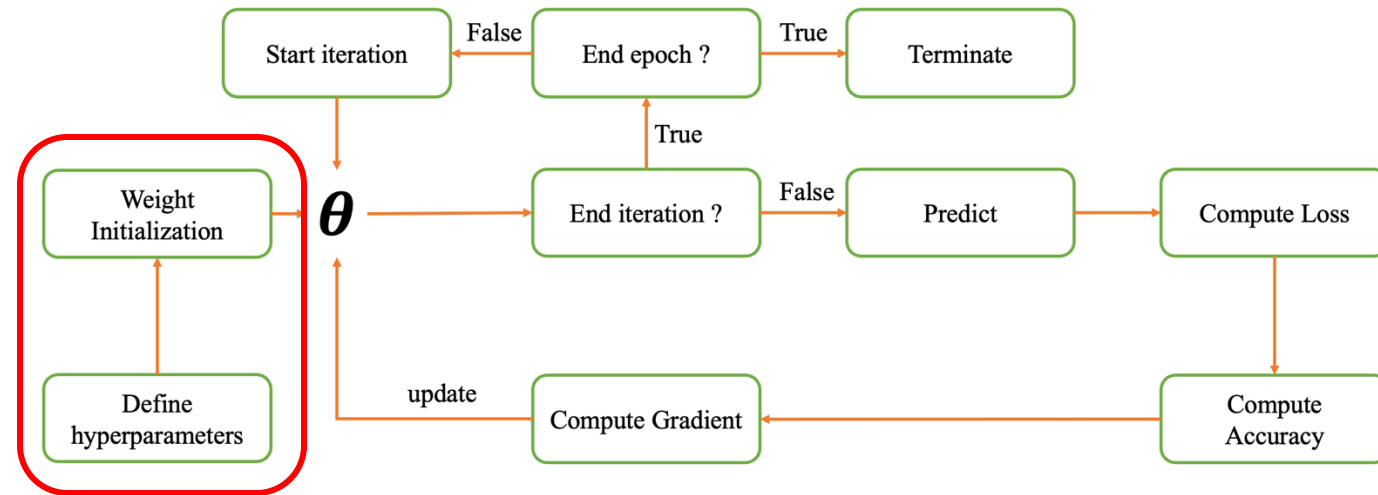 Start iteration
False
End epoch ?
True
Terminate
True
Weight
Initialization
θ
End iteration ?
False
Predict
Compute Loss
Define
hyperparameters
update
Compute Gradient
Compute
Accuracy